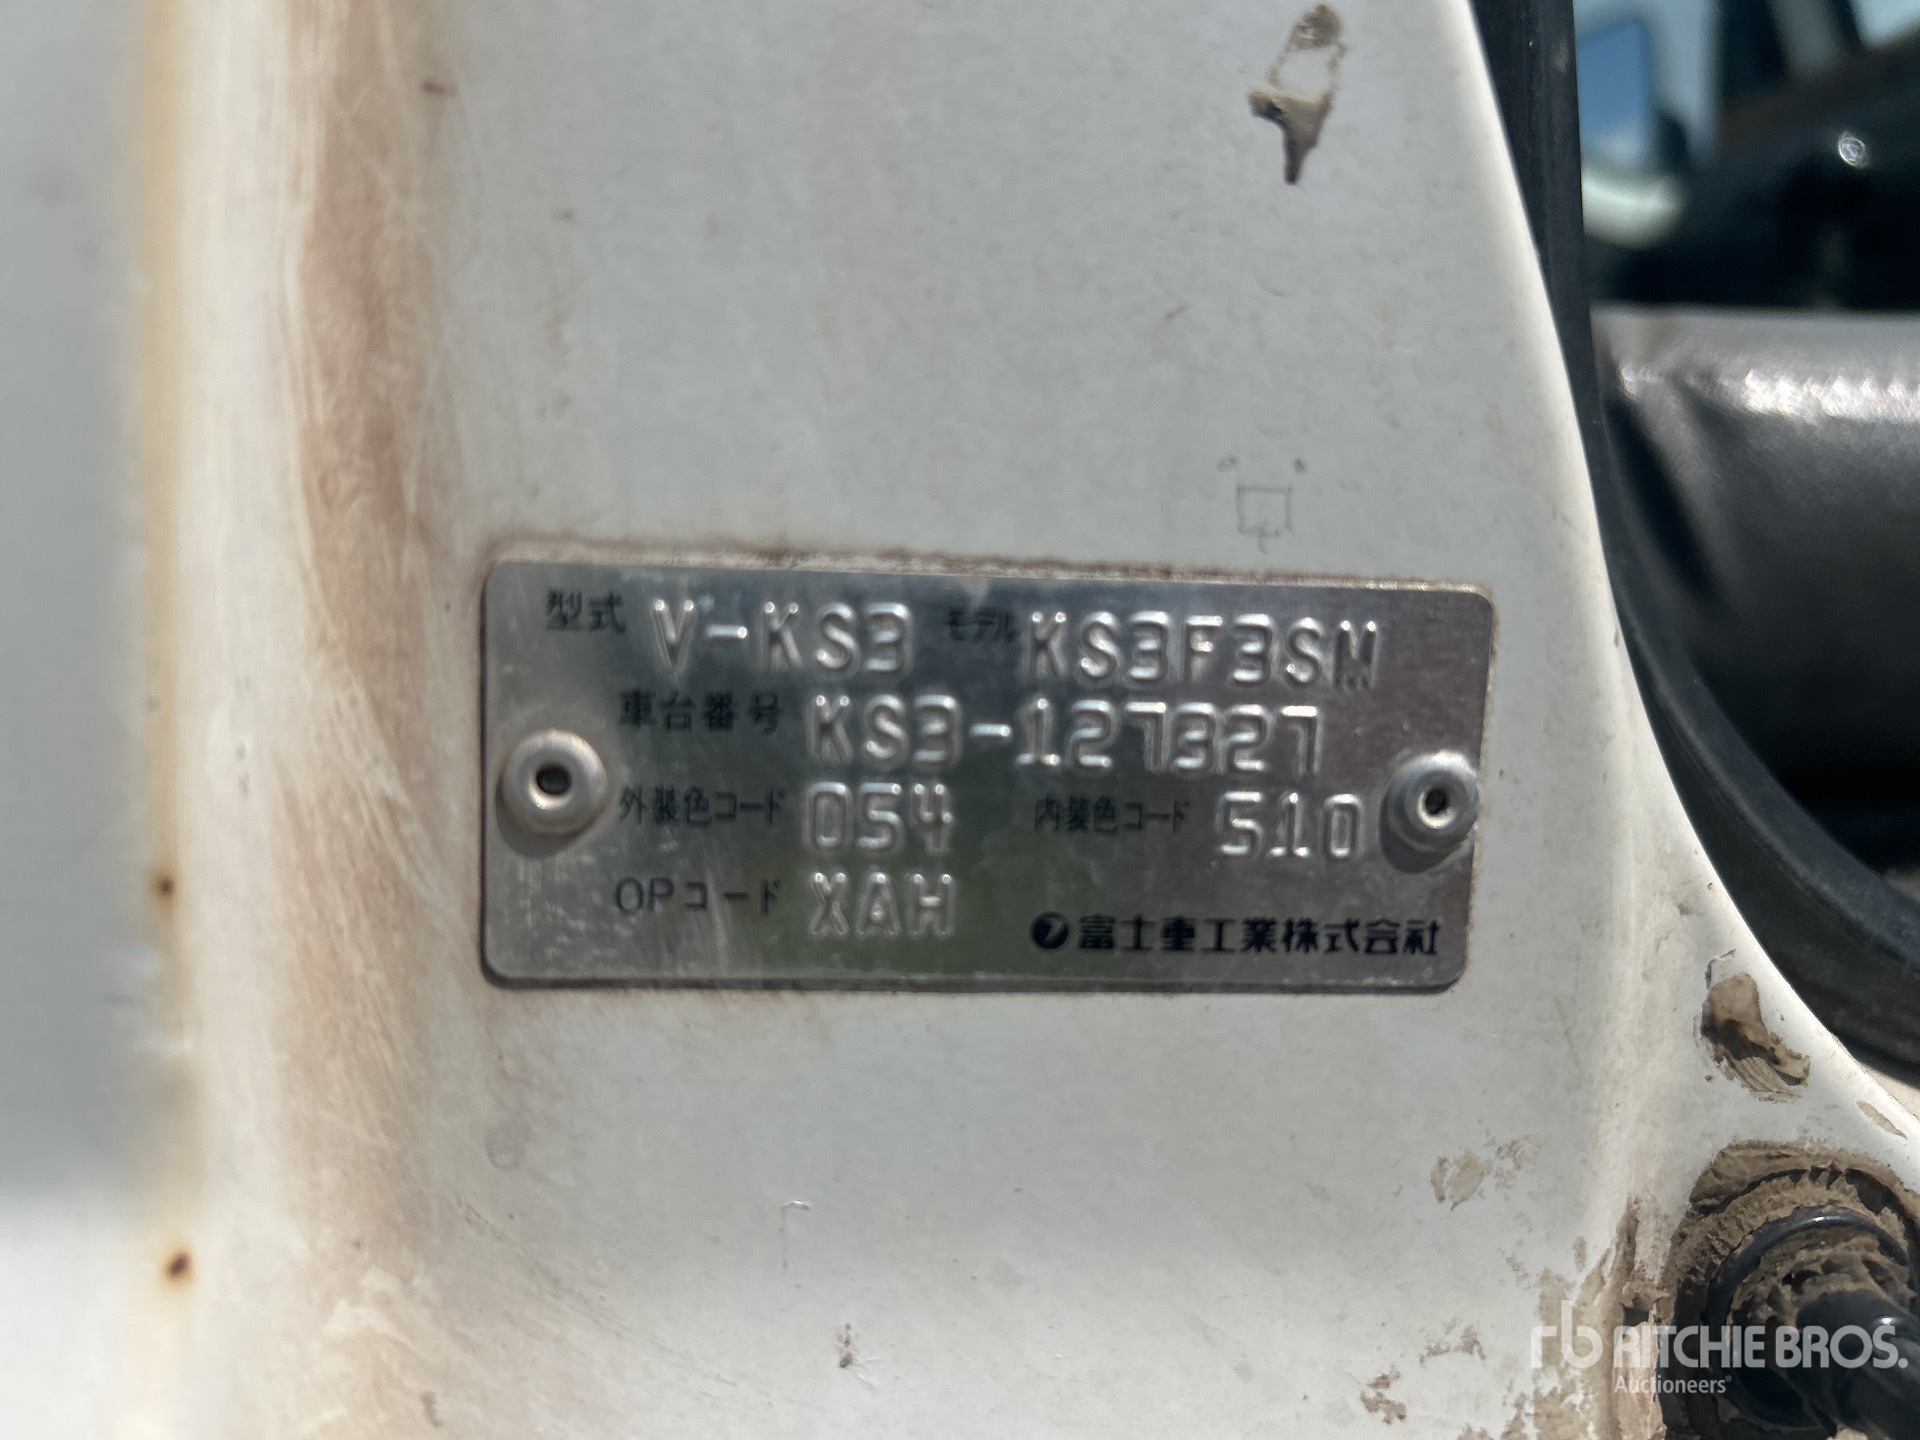 型式 V-KS3 モデル KS3F3SM
車台番号 KS3-127327
外装色コード 054 内装色コード 510
OPコード XAH
フ 富士重工業株式会社
rb RITCHIE BROS.
Auctioneers